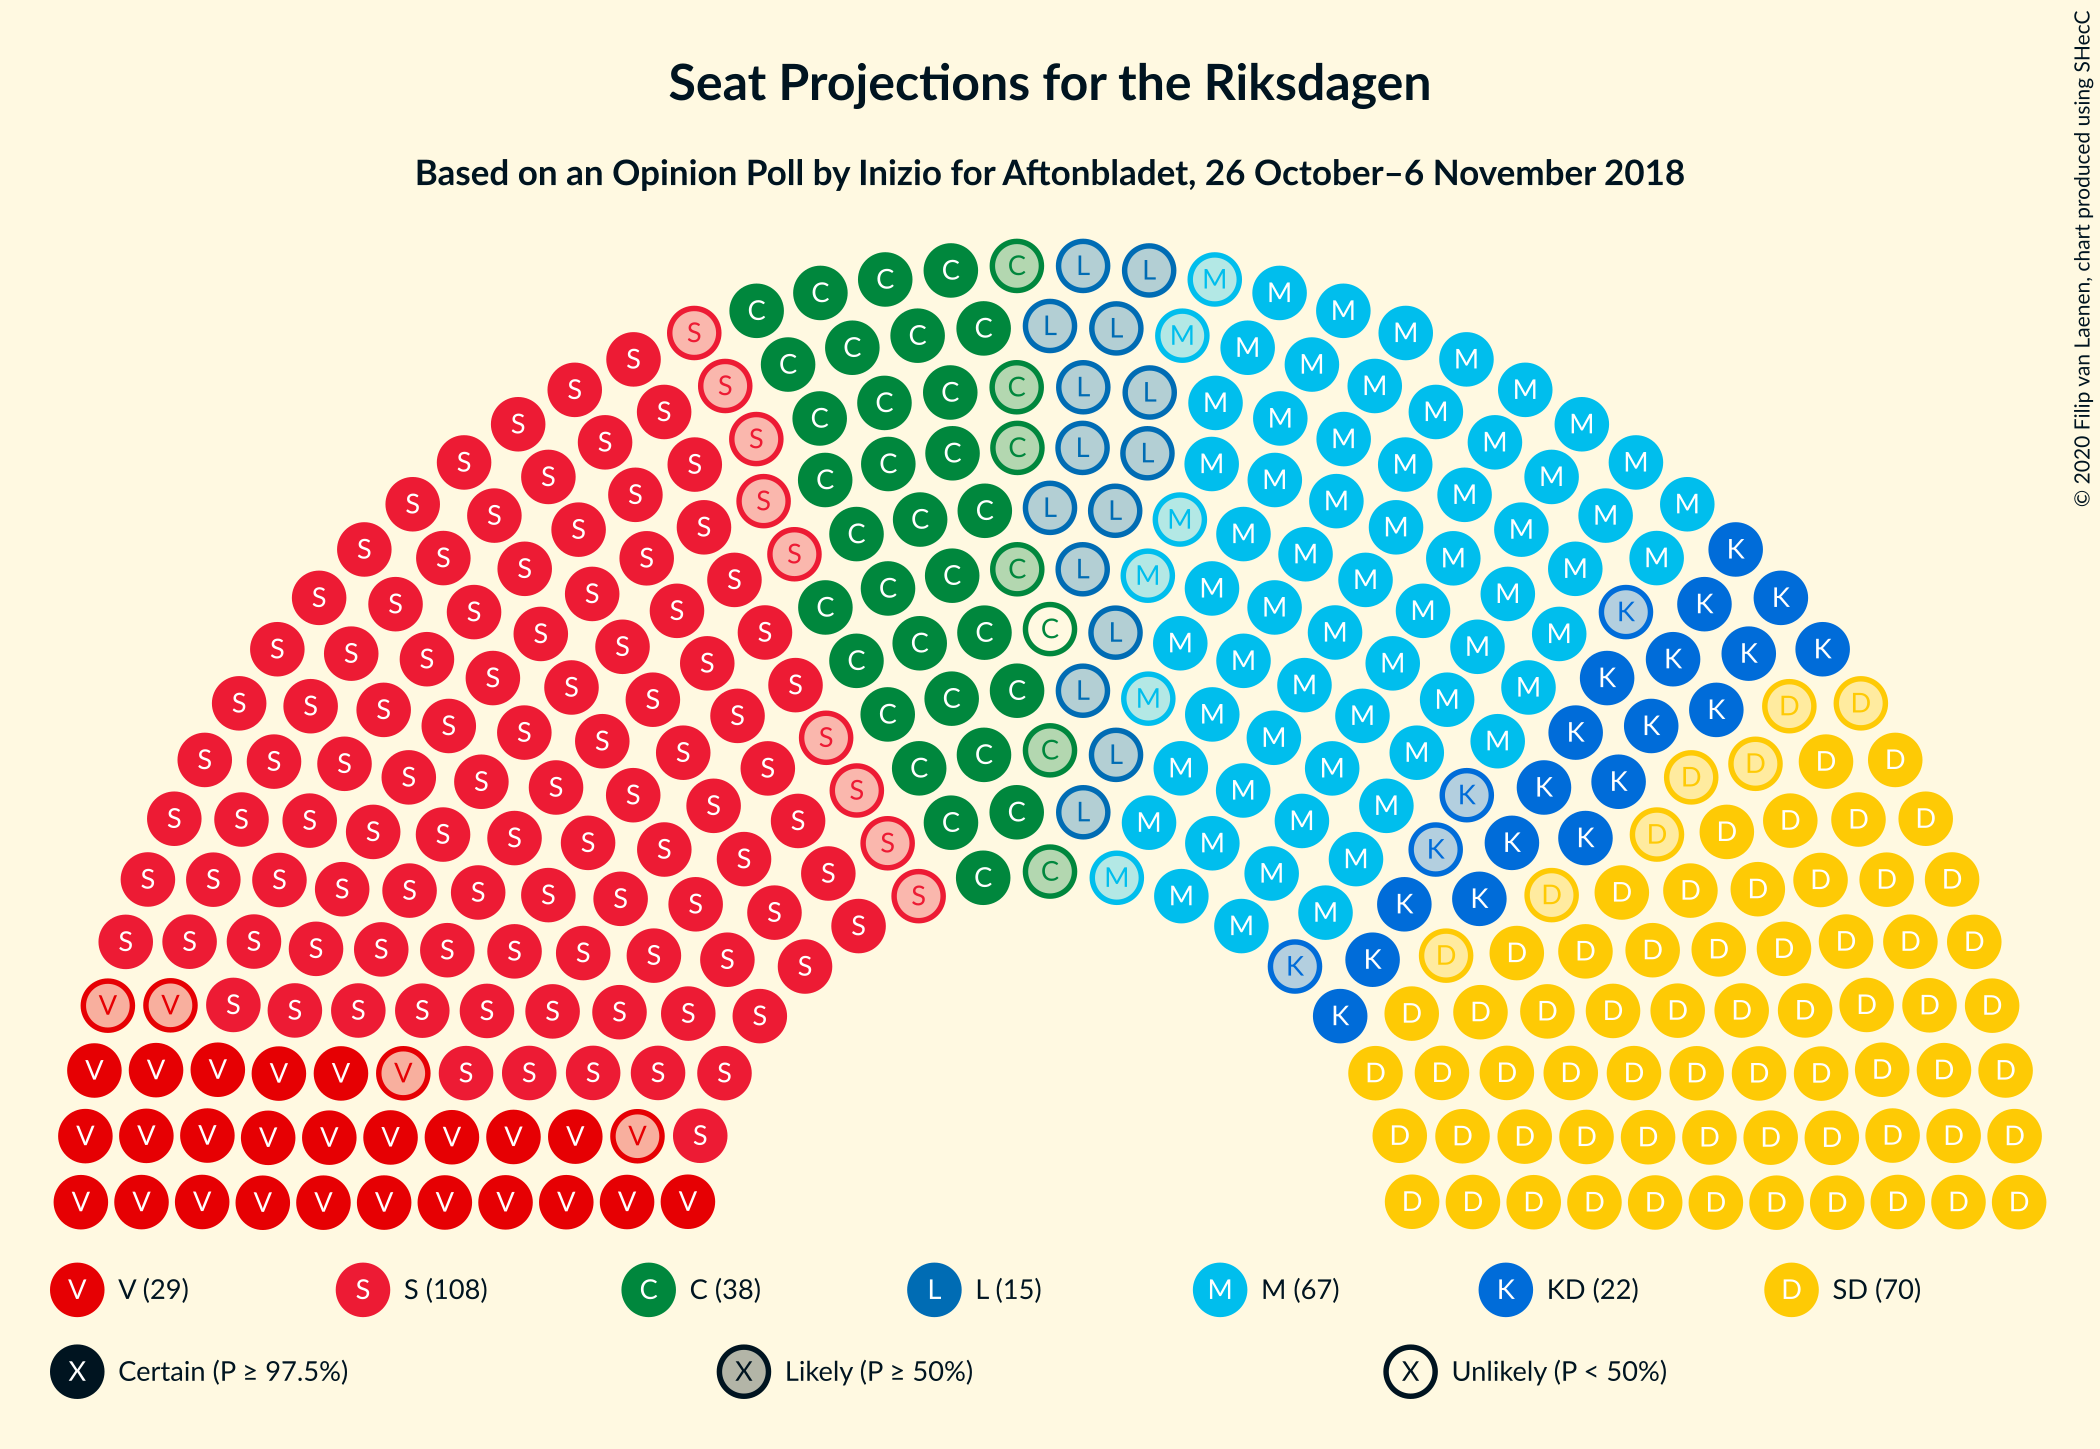 Seat Projections for the Riksdagen
Based on an Opinion Poll by Inizio for Aftonbladet, 26 October–6 November 2018
© 2020 Filip van Laenen, chart produced using SHecC
V V (29) S S (108) C C (38) L L (15) M M (67) K KD (22) D SD (70)
X Certain (P ≥ 97.5%) X Likely (P ≥ 50%) X Unlikely (P < 50%)